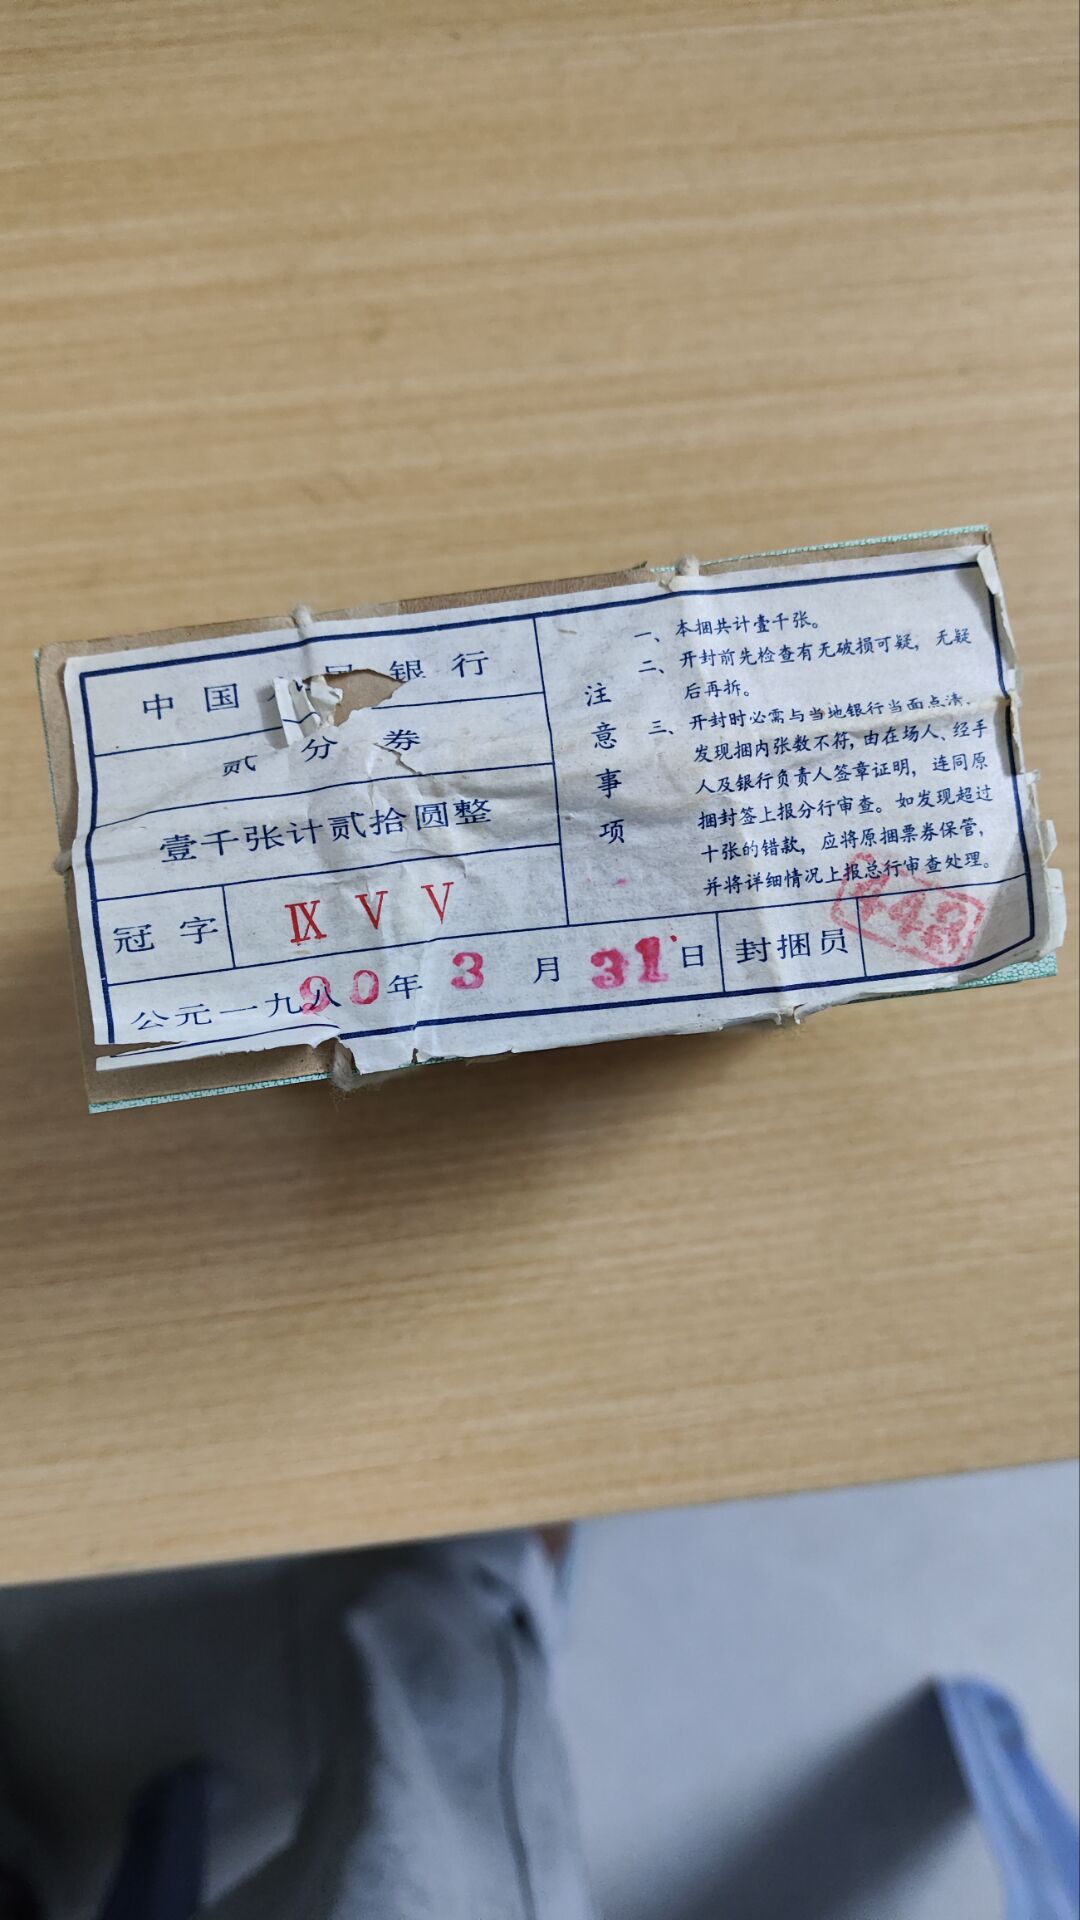 中国人民银行
贰分券
壹千张计贰拾圆整
冠字 Ⅸ Ⅴ Ⅴ
公元一九八90年3月31日
封捆员
448
注意事项
一、本捆共计壹千张。
二、开封前先检查有无破损可疑，无疑
后再拆。
三、开封时必需与当地银行当面点清，
发现捆内张数不符，由在场人、经手
人及银行负责人签章证明，连同原
捆封签上报分行审查。如发现超过
十张的错款，应将原捆票券保管，
并将详细情况上报总行审查处理。